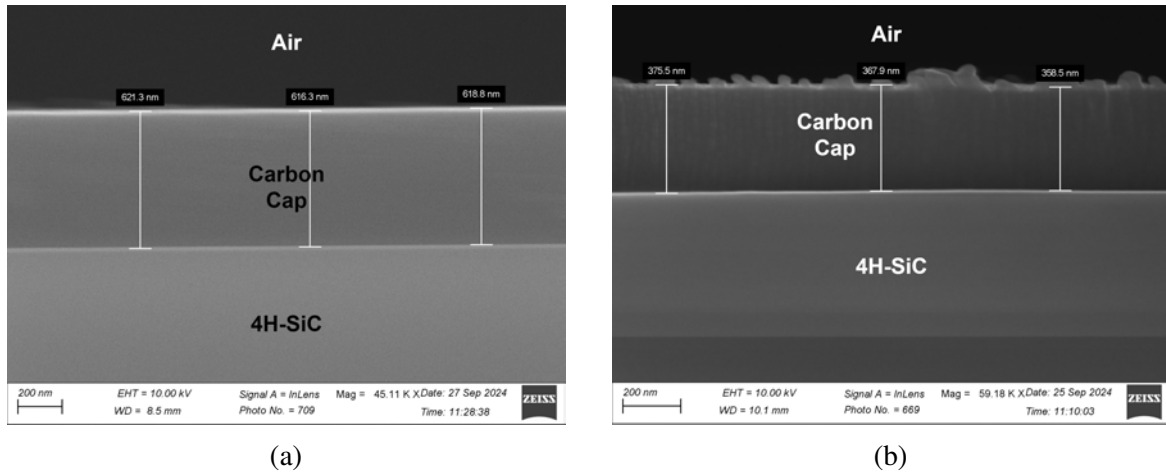 Air
621.3 nm
616.3 nm
618.8 nm
Carbon
Cap
4H-SiC
200 nm
EHT = 10.00 kV
Signal A = InLens
Mag = 45.11 K X
Date: 27 Sep 2024
WD = 8.5 mm
Photo No. = 709
Time: 11:28:38
ZEISS
(a)
Air
375.5 nm
367.9 nm
358.5 nm
Carbon
Cap
4H-SiC
200 nm
EHT = 10.00 kV
Signal A = InLens
Mag = 59.18 K X
Date: 25 Sep 2024
WD = 10.1 mm
Photo No. = 669
Time: 11:10:03
ZEISS
(b)